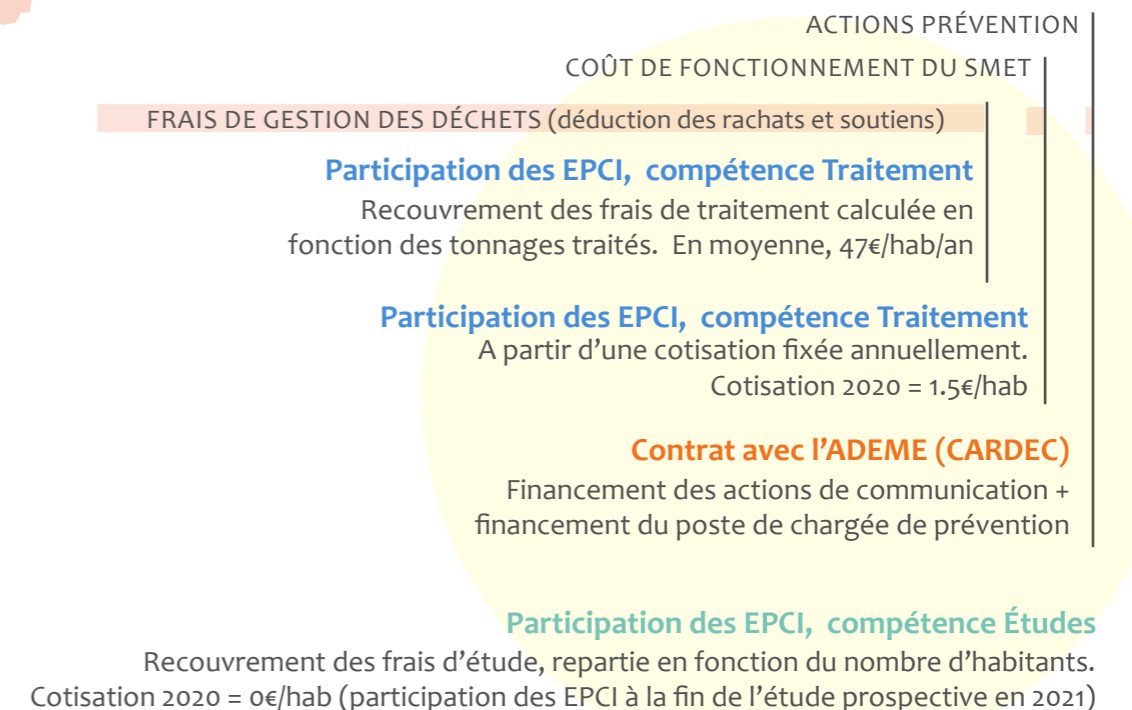 ACTIONS PRÉVENTION
COÛT DE FONCTIONNEMENT DU SMET
FRAIS DE GESTION DES DÉCHETS (déduction des rachats et soutiens)
Participation des EPCI, compétence Traitement
Recouvrement des frais de traitement calculée en
fonction des tonnages traités. En moyenne, 47€/hab/an
Participation des EPCI, compétence Traitement
A partir d’une cotisation fixée annuellement.
Cotisation 2020 = 1.5€/hab
Contrat avec l’ADEME (CARDEC)
Financement des actions de communication +
financement du poste de chargée de prévention
Participation des EPCI, compétence Études
Recouvrement des frais d’étude, repartie en fonction du nombre d’habitants.
Cotisation 2020 = 0€/hab (participation des EPCI à la fin de l’étude prospective en 2021)